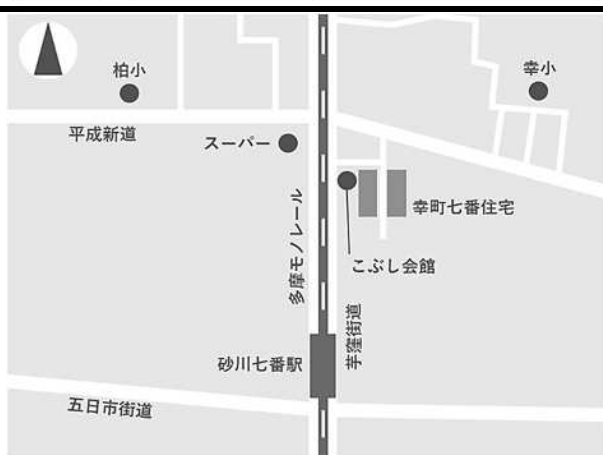 柏小
幸小
平成新道
スーパー
幸町七番住宅
多摩モノレール
こぶし会館
芋窪街道
砂川七番駅
五日市街道